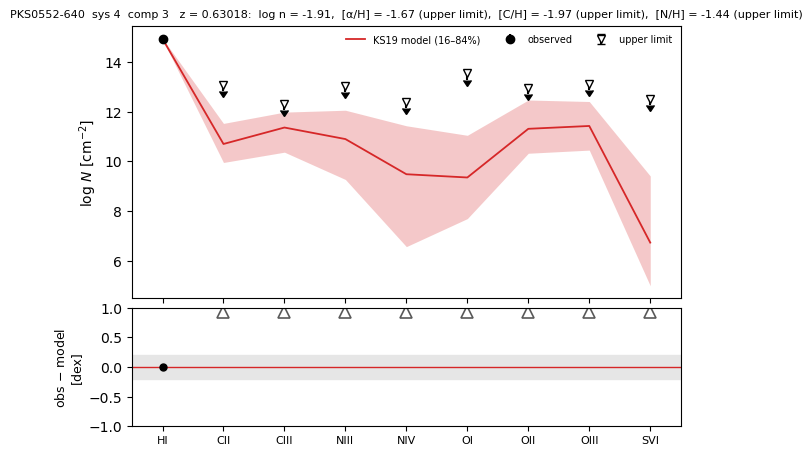 PKS0552-640  sys 4  comp 3   z = 0.63018:  log n = -1.91,  [α/H] = -1.67 (upper limit),  [C/H] = -1.97 (upper limit),  [N/H] = -1.44 (upper limit)
KS19 model (16–84%)
observed
upper limit
log N [cm⁻²]
14
12
10
8
6
obs − model
[dex]
1.0
0.5
0.0
−0.5
−1.0
HI
CII
CIII
NIII
NIV
OI
OII
OIII
SVI